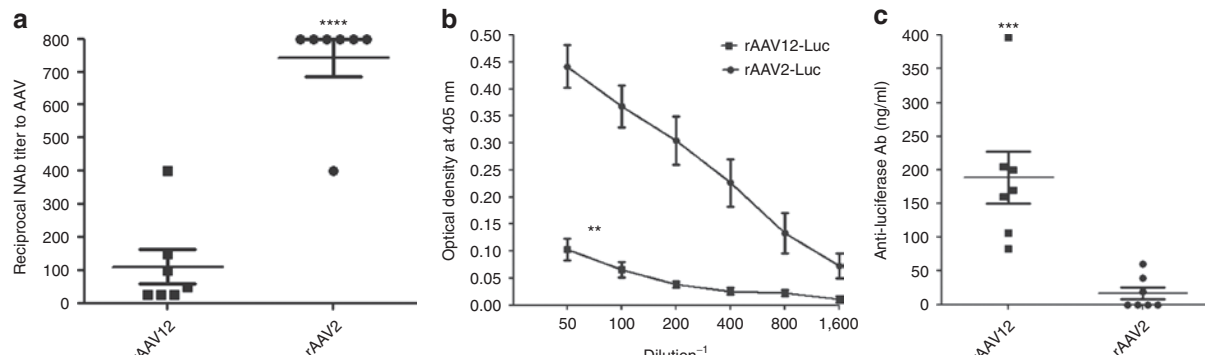 a
****
800
700
600
500
400
300
200
100
0
Reciprocal NAb titer to AAV
rAAV12
rAAV2
b
0.50
0.45
0.40
0.35
0.30
0.25
0.20
0.15
0.10
0.05
0.00
Optical density at 405 nm
rAAV12-Luc
rAAV2-Luc
**
50 100 200 400 800 1,600
Dilution⁻¹
c
***
400
350
300
250
200
150
100
50
0
Anti-luciferase Ab (ng/ml)
rAAV12
rAAV2